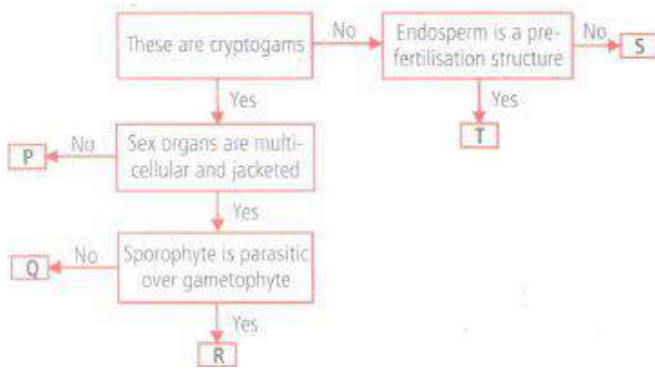 These are cryptogams
No
Endosperm is a pre-
fertilisation structure
No
S
Yes
Yes
T
P
No
Sex organs are multi-
cellular and jacketed
Yes
Q
No
Sporophyte is parasitic
over gametophyte
Yes
R